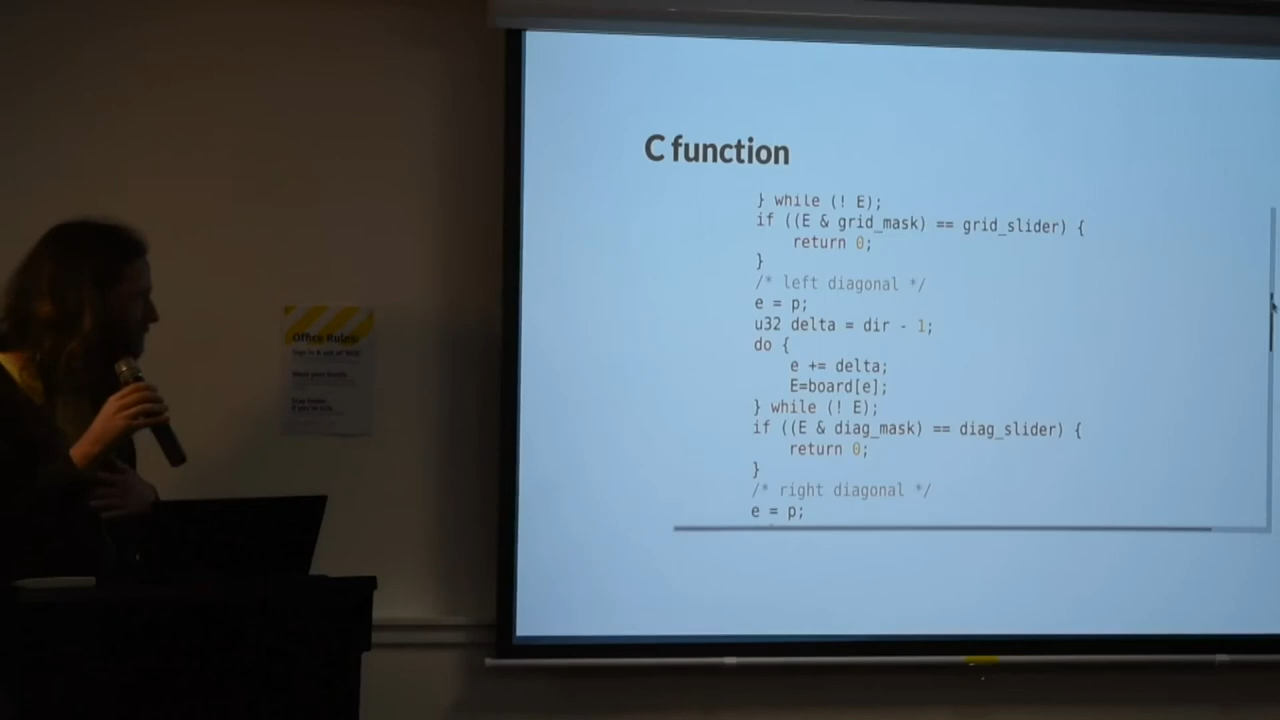 C function
} while (! E);
if ((E & grid_mask) == grid_slider) {
return 0;
}
/* left diagonal */
e = p;
u32 delta = dir - 1;
do {
e += delta;
E=board[e];
} while (! E);
if ((E & diag_mask) == diag_slider) {
return 0;
}
/* right diagonal */
e = p;
Office Rules: